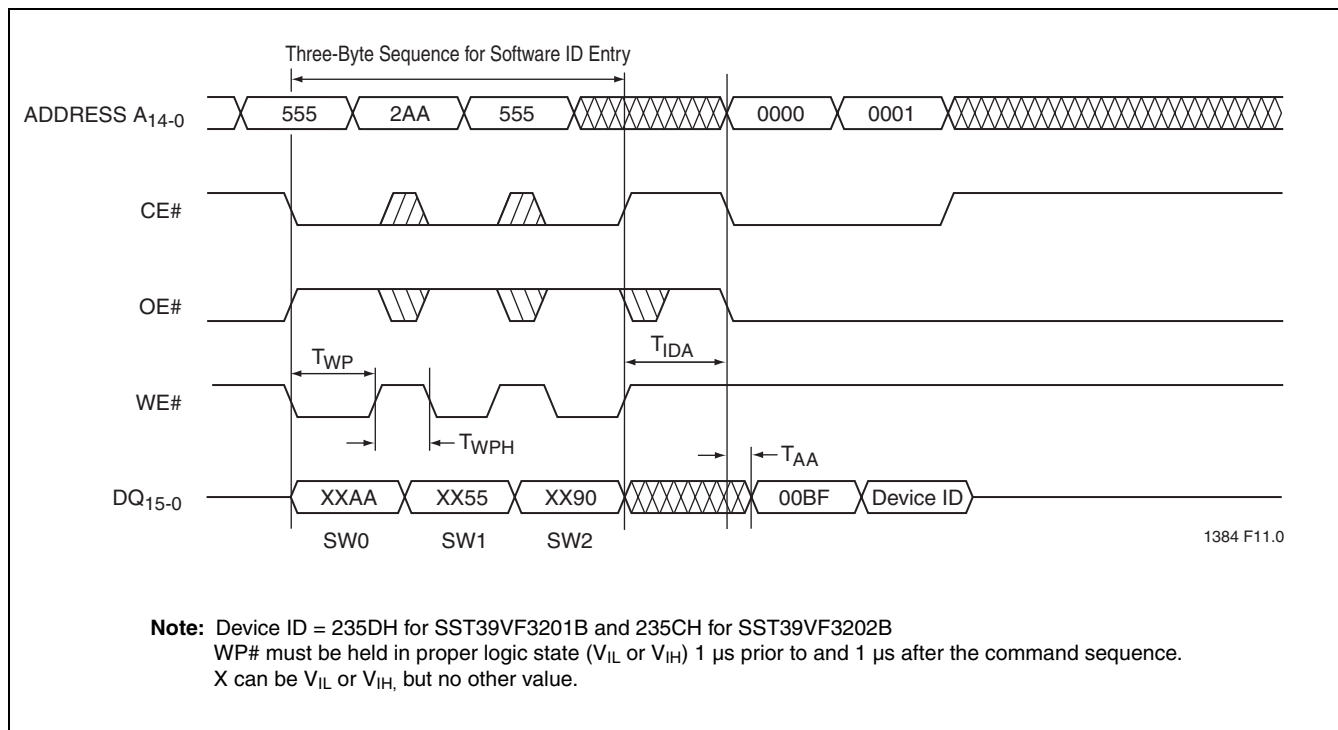 Three-Byte Sequence for Software ID Entry
ADDRESS A14-0 555 2AA 555 0000 0001
CE#
OE#
TWP TIDA
WE#
TWPH TAA
DQ15-0 XXAA XX55 XX90 00BF Device ID
SW0 SW1 SW2 1384 F11.0
Note: Device ID = 235DH for SST39VF3201B and 235CH for SST39VF3202B
WP# must be held in proper logic state (VIL or VIH) 1 µs prior to and 1 µs after the command sequence.
X can be VIL or VIH, but no other value.